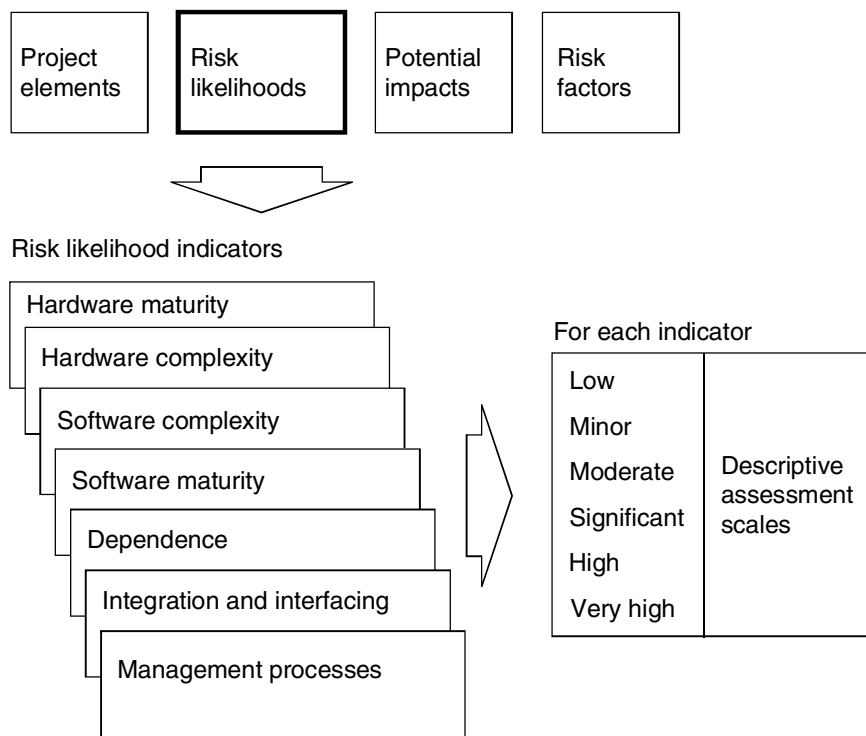 Project
elements
Risk
likelihoods
Potential
impacts
Risk
factors
Risk likelihood indicators
Hardware maturity
Hardware complexity
Software complexity
Software maturity
Dependence
Integration and interfacing
Management processes
For each indicator
Low
Minor
Moderate
Significant
High
Very high
Descriptive
assessment
scales